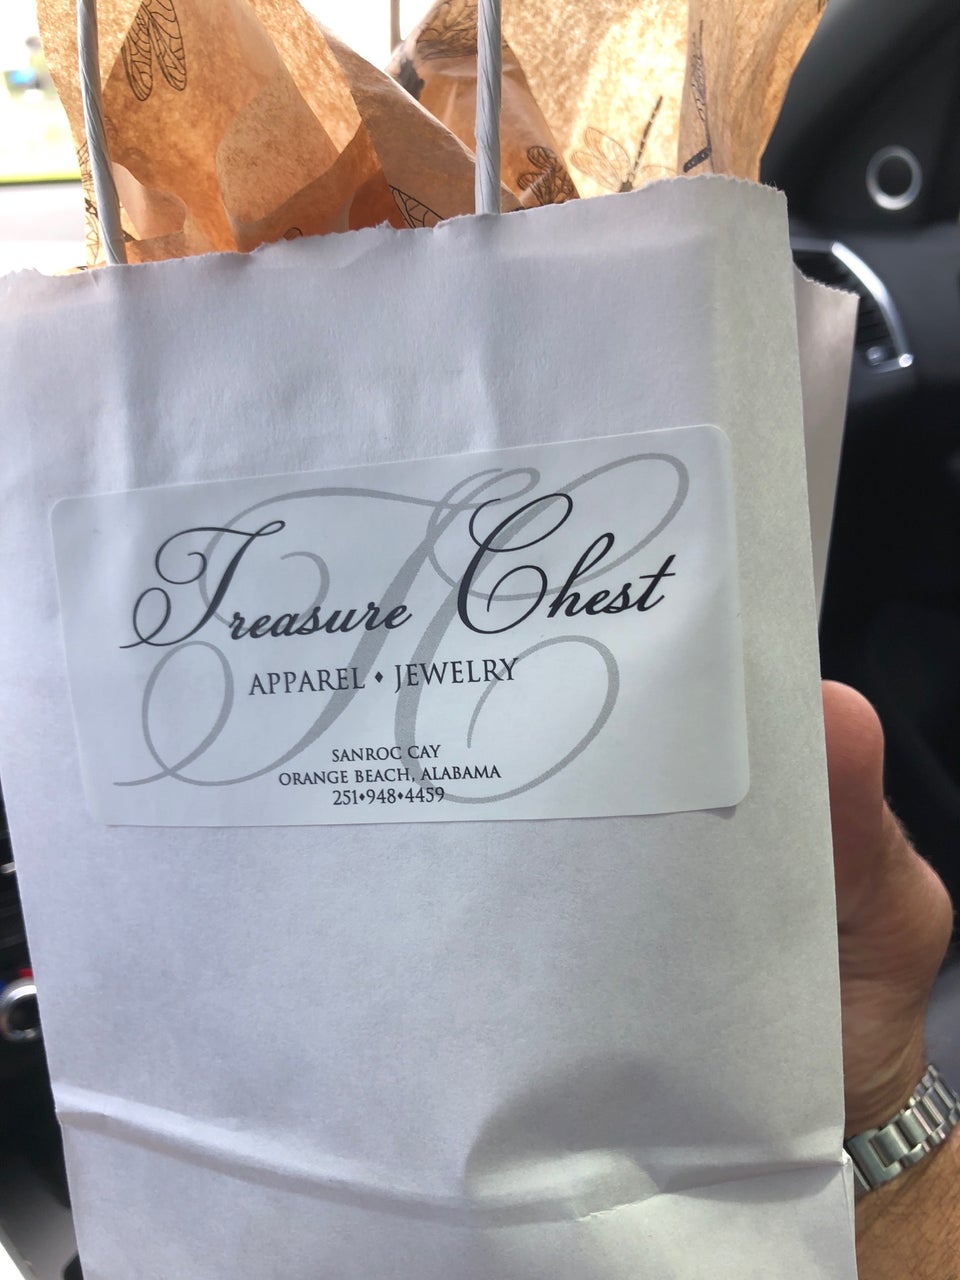 Treasure Chest
APPAREL ♦ JEWELRY
SANROC CAY
ORANGE BEACH, ALABAMA
251♦948♦4459